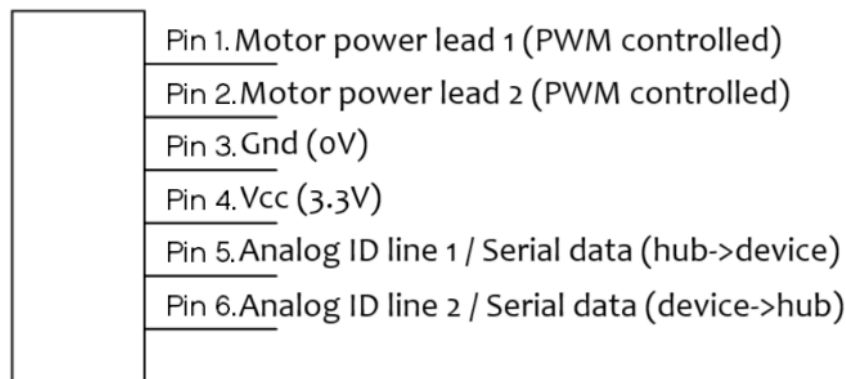 Pin 1. Motor power lead 1 (PWM controlled)
Pin 2. Motor power lead 2 (PWM controlled)
Pin 3. Gnd (0V)
Pin 4. Vcc (3.3V)
Pin 5. Analog ID line 1 / Serial data (hub->device)
Pin 6. Analog ID line 2 / Serial data (device->hub)